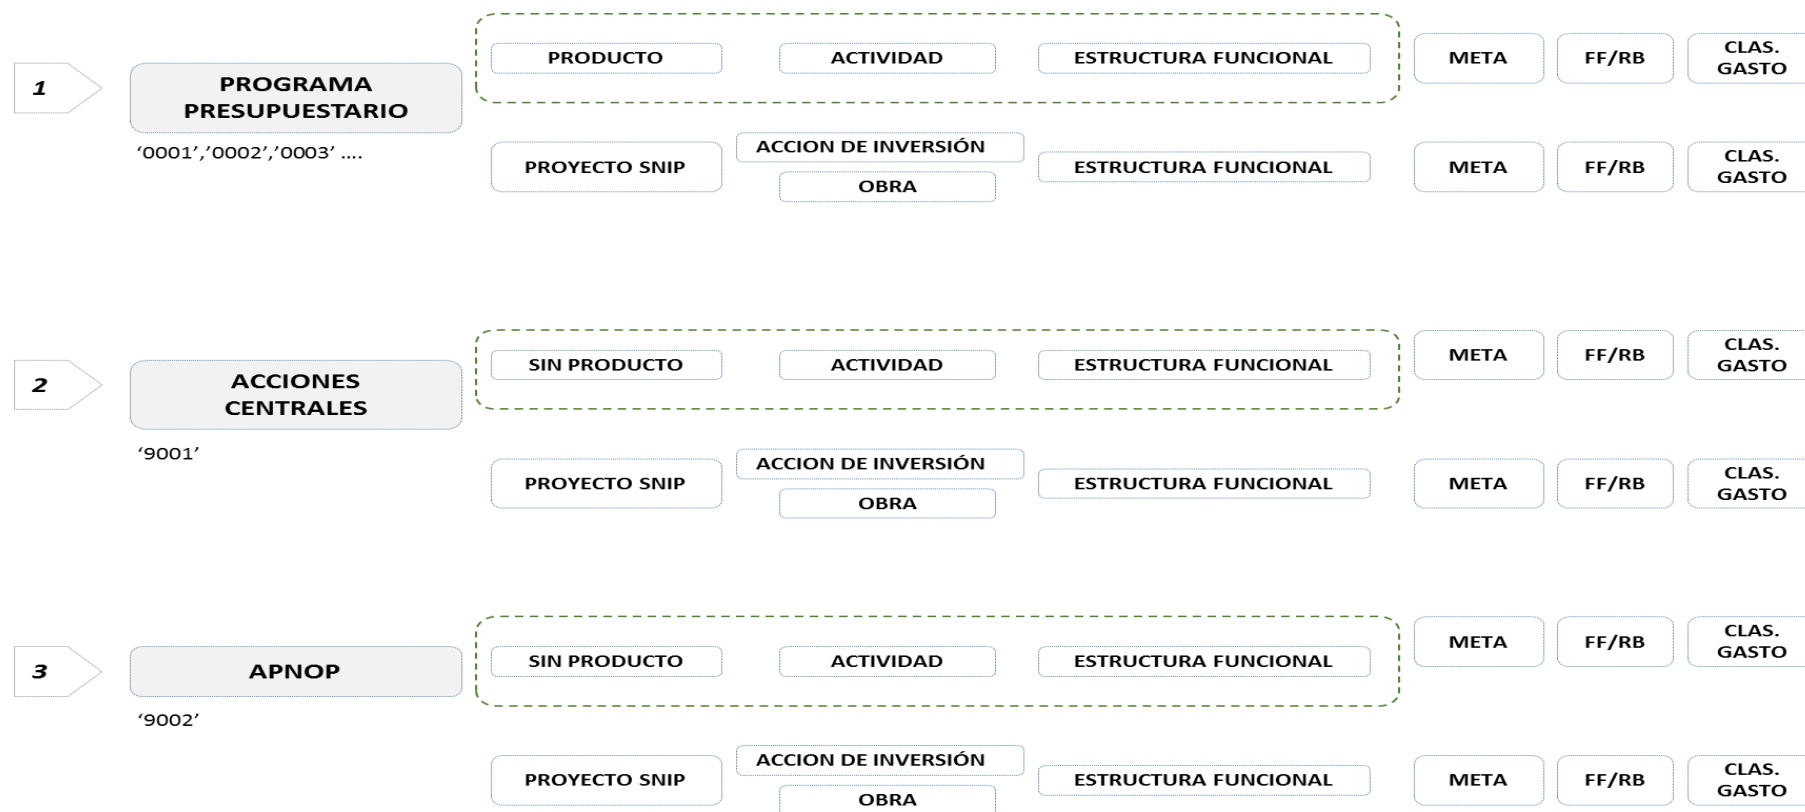 PRODUCTO ACTIVIDAD ESTRUCTURA FUNCIONAL META FF/RB CLAS. GASTO
1 PROGRAMA PRESUPUESTARIO
'0001','0002','0003' ....
PROYECTO SNIP ACCION DE INVERSIÓN ESTRUCTURA FUNCIONAL META FF/RB CLAS. GASTO
OBRA
SIN PRODUCTO ACTIVIDAD ESTRUCTURA FUNCIONAL META FF/RB CLAS. GASTO
2 ACCIONES CENTRALES
‘9001’
PROYECTO SNIP ACCION DE INVERSIÓN ESTRUCTURA FUNCIONAL META FF/RB CLAS. GASTO
OBRA
3 APNOP SIN PRODUCTO ACTIVIDAD ESTRUCTURA FUNCIONAL META FF/RB CLAS. GASTO
‘9002’
PROYECTO SNIP ACCION DE INVERSIÓN ESTRUCTURA FUNCIONAL META FF/RB CLAS. GASTO
OBRA